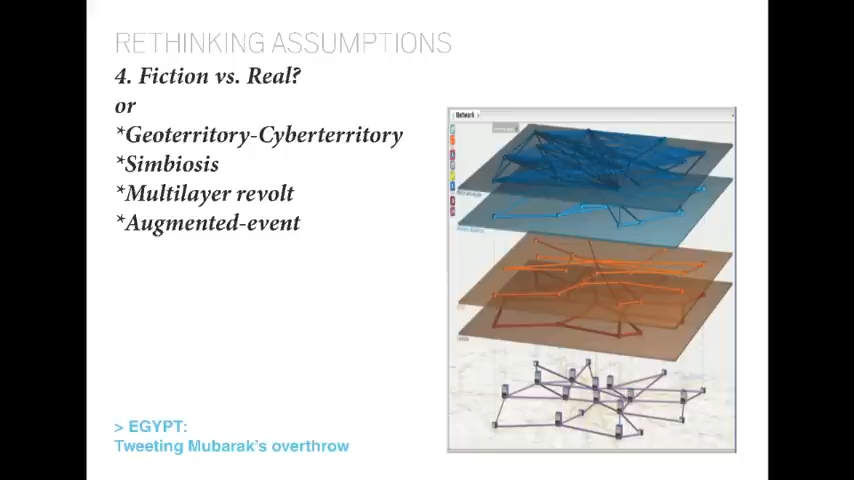 RETHINKING ASSUMPTIONS
4. Fiction vs. Real?
or
*Geoterritory-Cyberterritory
*Simbiosis
*Multilayer revolt
*Augmented-event
Network
> EGYPT:
Tweeting Mubarak's overthrow